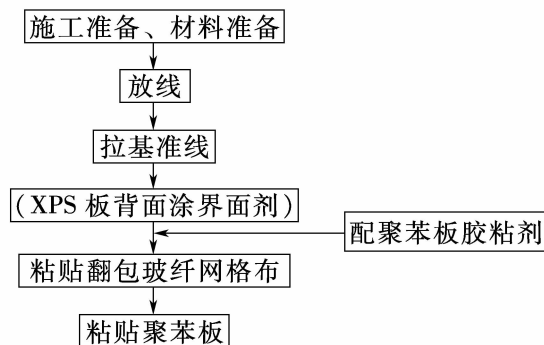 施工准备、材料准备
放线
拉基准线
(XPS 板背面涂界面剂)
配聚苯板胶粘剂
粘贴翻包玻纤网格布
粘贴聚苯板